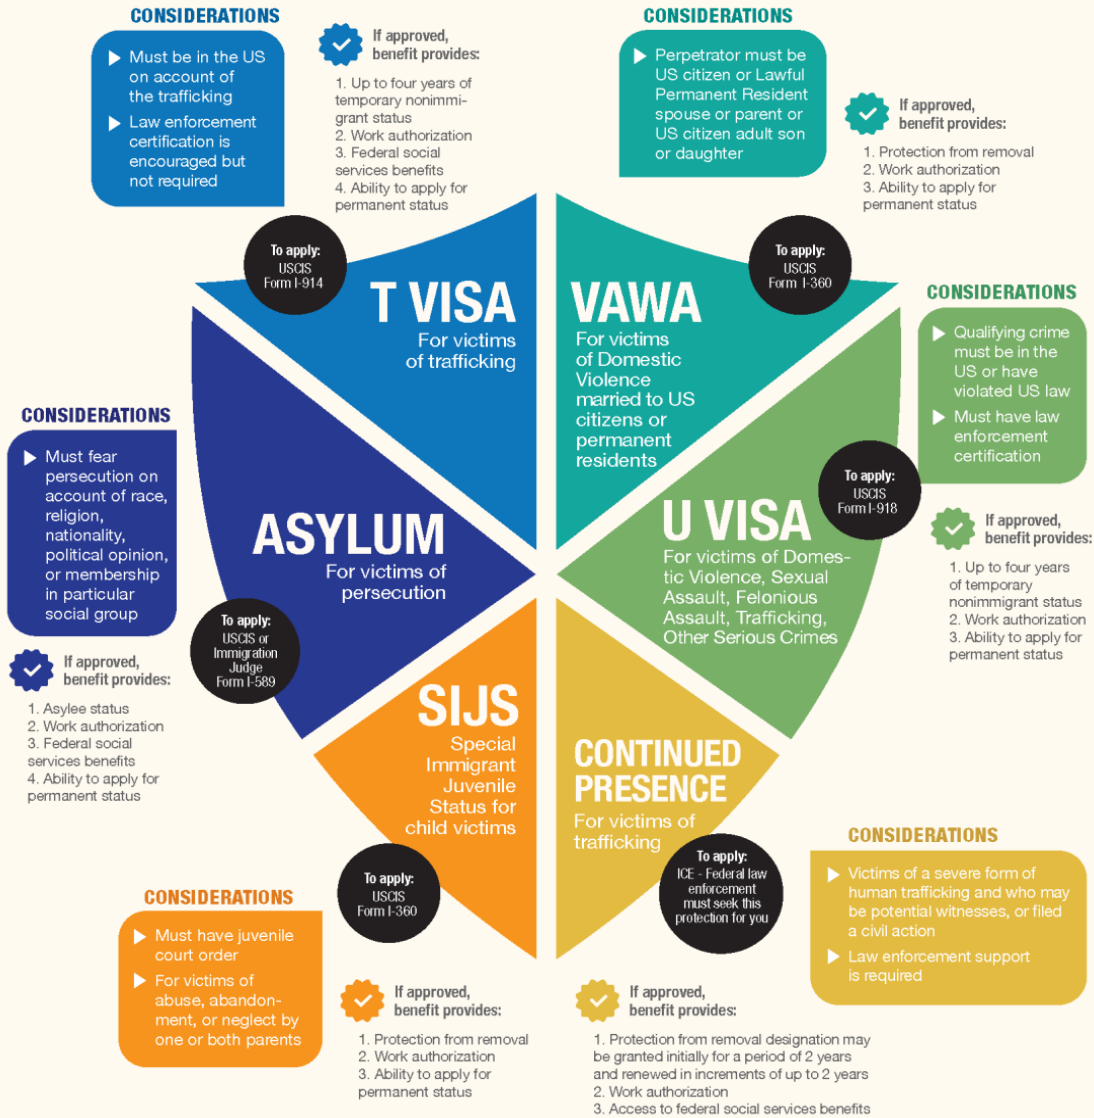 CONSIDERATIONS
Must be in the US
on account of
the trafficking
Law enforcement
certification is
encouraged but
not required
If approved,
benefit provides:
1. Up to four years of
temporary nonimmi-
grant status
2. Work authorization
3. Federal social
services benefits
4. Ability to apply for
permanent status
To apply:
USCIS
Form I-914
T VISA
For victims
of trafficking
CONSIDERATIONS
Perpetrator must be
US citizen or Lawful
Permanent Resident
spouse or parent or
US citizen adult son
or daughter
If approved,
benefit provides:
1. Protection from removal
2. Work authorization
3. Ability to apply for
permanent status
To apply:
USCIS
Form I-360
VAWA
For victims
of Domestic
Violence
married to US
citizens or
permanent
residents
CONSIDERATIONS
Qualifying crime
must be in the
US or have
violated US law
Must have law
enforcement
certification
To apply:
USCIS
Form I-918
If approved,
benefit provides:
1. Up to four years
of temporary
nonimmigrant status
2. Work authorization
3. Ability to apply for
permanent status
U VISA
For victims of Domes-
tic Violence, Sexual
Assault, Felonious
Assault, Trafficking,
Other Serious Crimes
CONSIDERATIONS
Must fear
persecution on
account of race,
religion,
nationality,
political opinion,
or membership
in particular
social group
ASYLUM
For victims of
persecution
To apply:
USCIS or
Immigration
Judge
Form I-589
If approved,
benefit provides:
1. Asylee status
2. Work authorization
3. Federal social
services benefits
4. Ability to apply for
permanent status
SIJS
Special
Immigrant
Juvenile
Status for
child victims
To apply:
USCIS
Form I-360
CONSIDERATIONS
Must have juvenile
court order
For victims of
abuse, abandon-
ment, or neglect by
one or both parents
If approved,
benefit provides:
1. Protection from removal
2. Work authorization
3. Ability to apply for
permanent status
CONTINUED
PRESENCE
For victims of
trafficking
To apply:
ICE - Federal law
enforcement
must seek this
protection for you
CONSIDERATIONS
Victims of a severe form of
human trafficking and who may
be potential witnesses, or filed
a civil action
Law enforcement support
is required
If approved,
benefit provides:
1. Protection from removal designation may
be granted initially for a period of 2 years
and renewed in increments of up to 2 years
2. Work authorization
3. Access to federal social services benefits